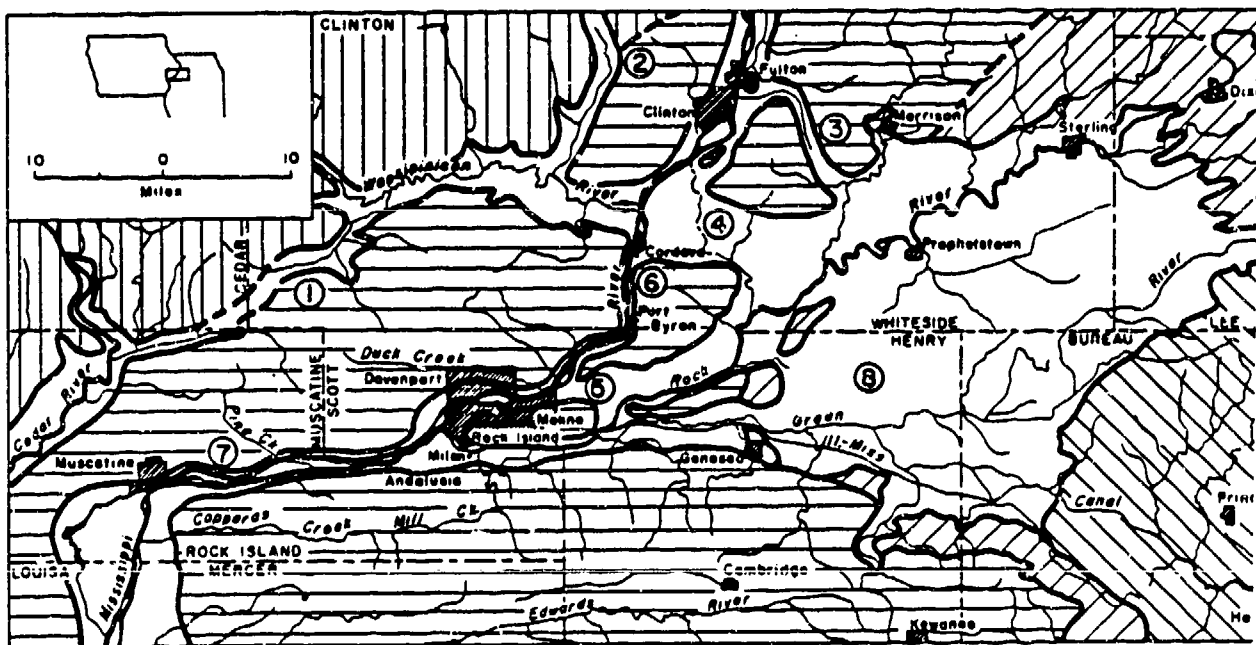 CLINTON
10 0 10
Miles
2
Fulton
Clinton
3
Morrison
Sterling
Wapsipinicon
River
4
River
Prophetstown
Cordova
River
CEDAR
1
River
6
Port
Byron
WHITESIDE
HENRY
BUREAU
LEE
MUSCATINE
SCOTT
Duck Creek
Davenport
5
Rock
8
Cedar River
Pine Ck
Moline
Rock Island
Green
Ill-Miss
Canal
Muscatine
7
Milan
Geneseo
Andalusia
Coppards
Creek
Mill Ck
ROCK ISLAND
MERCER
LOUISA
Mississippi
Cambridge
Edwards River
Kewanee
He